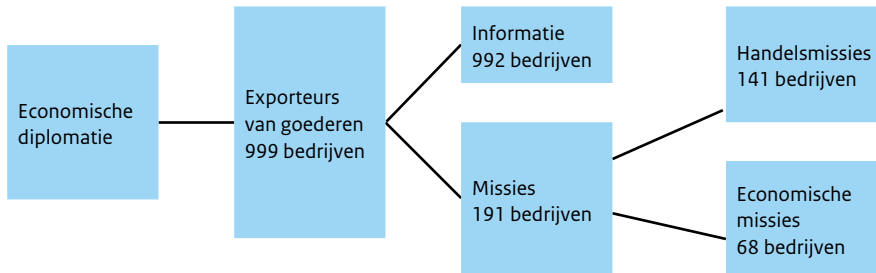 Economische
diplomatie
Exporteurs
van goederen
999 bedrijven
Informatie
992 bedrijven
Missies
191 bedrijven
Handelsmissies
141 bedrijven
Economische
missies
68 bedrijven